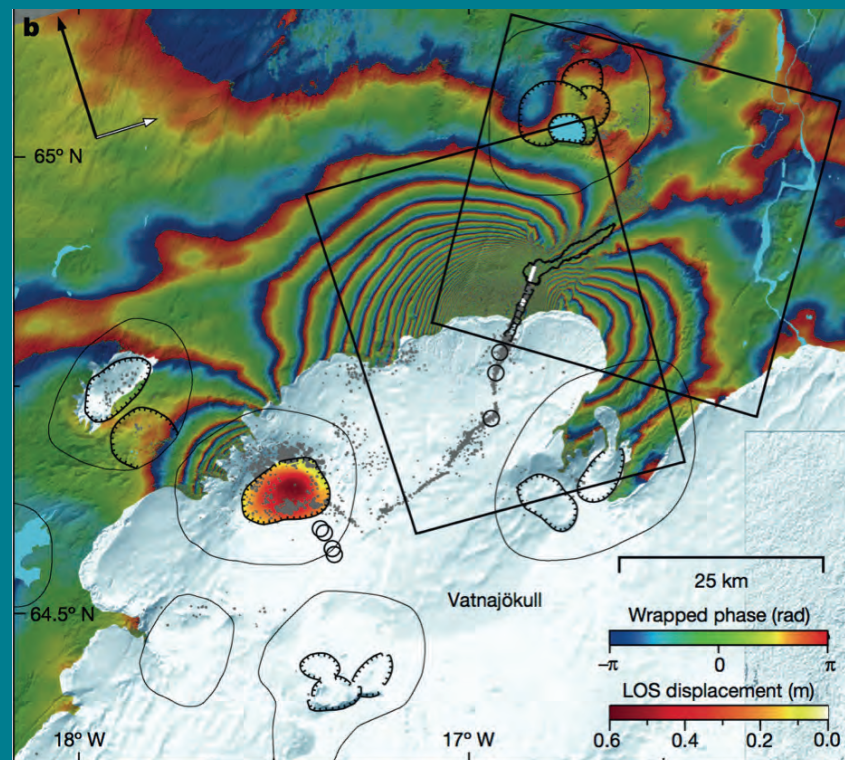 b
65° N
25 km
Vatnajökull
64.5° N
Wrapped phase (rad)
–π 0 π
LOS displacement (m)
0.6 0.4 0.2 0.0
18° W 17° W